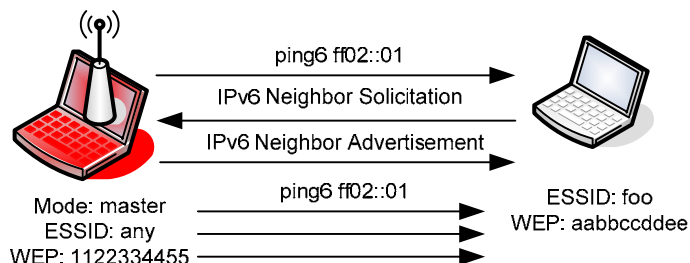 ping6 ff02::01
IPv6 Neighbor Solicitation
IPv6 Neighbor Advertisement
ping6 ff02::01
Mode: master
ESSID: any
WEP: 1122334455
ESSID: foo
WEP: aabbccddee